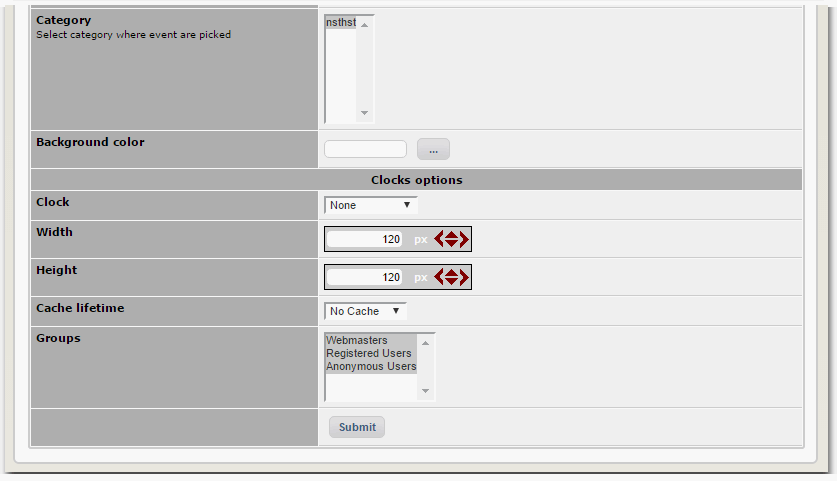 Category
nsthst
Select category where event are picked
Background color
...
Clocks options
Clock
None
Width
120 px
Height
120 px
Cache lifetime
No Cache
Groups
Webmasters
Registered Users
Anonymous Users
Submit